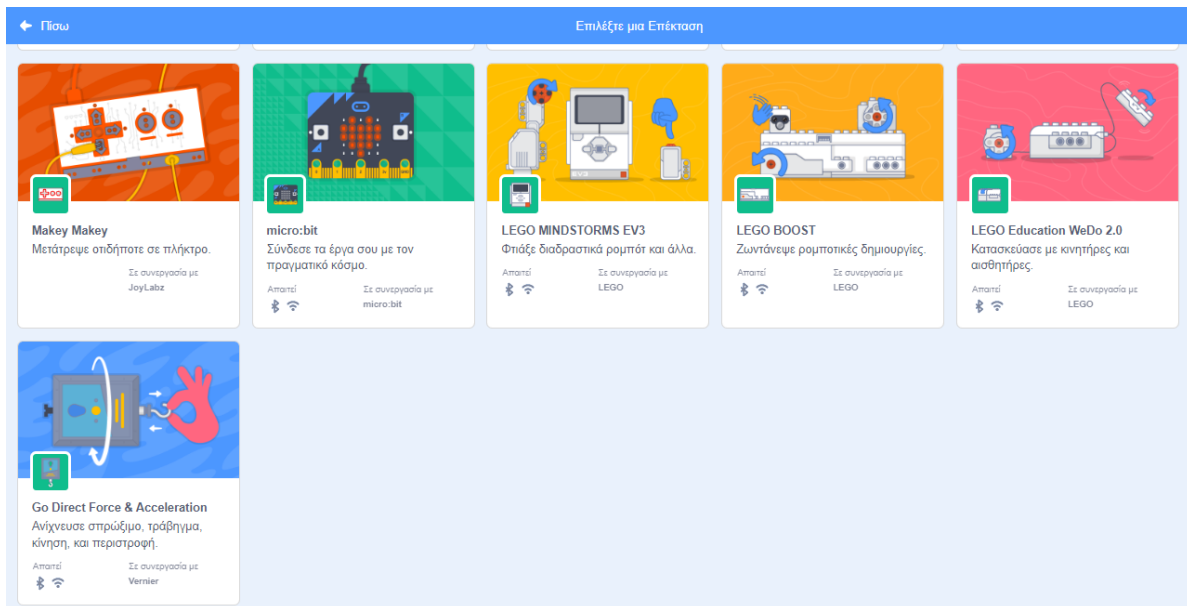 Πίσω
Επιλέξτε μια Επέκταση
Makey Makey
Μετάτρεψε οτιδήποτε σε πλήκτρο.
Σε συνεργασία με
JoyLabz
micro:bit
Σύνδεσε τα έργα σου με τον
πραγματικό κόσμο.
Απαιτεί
Σε συνεργασία με
micro:bit
LEGO MINDSTORMS EV3
Φτιάξε διαδραστικά ρομπότ και άλλα.
Απαιτεί
Σε συνεργασία με
LEGO
LEGO BOOST
Ζωντάνεψε ρομποτικές δημιουργίες.
Απαιτεί
Σε συνεργασία με
LEGO
LEGO Education WeDo 2.0
Κατασκεύασε με κινητήρες και
αισθητήρες.
Απαιτεί
Σε συνεργασία με
LEGO
Go Direct Force & Acceleration
Ανίχνευσε σπρώξιμο, τράβηγμα,
κίνηση, και περιστροφή.
Απαιτεί
Σε συνεργασία με
Vernier